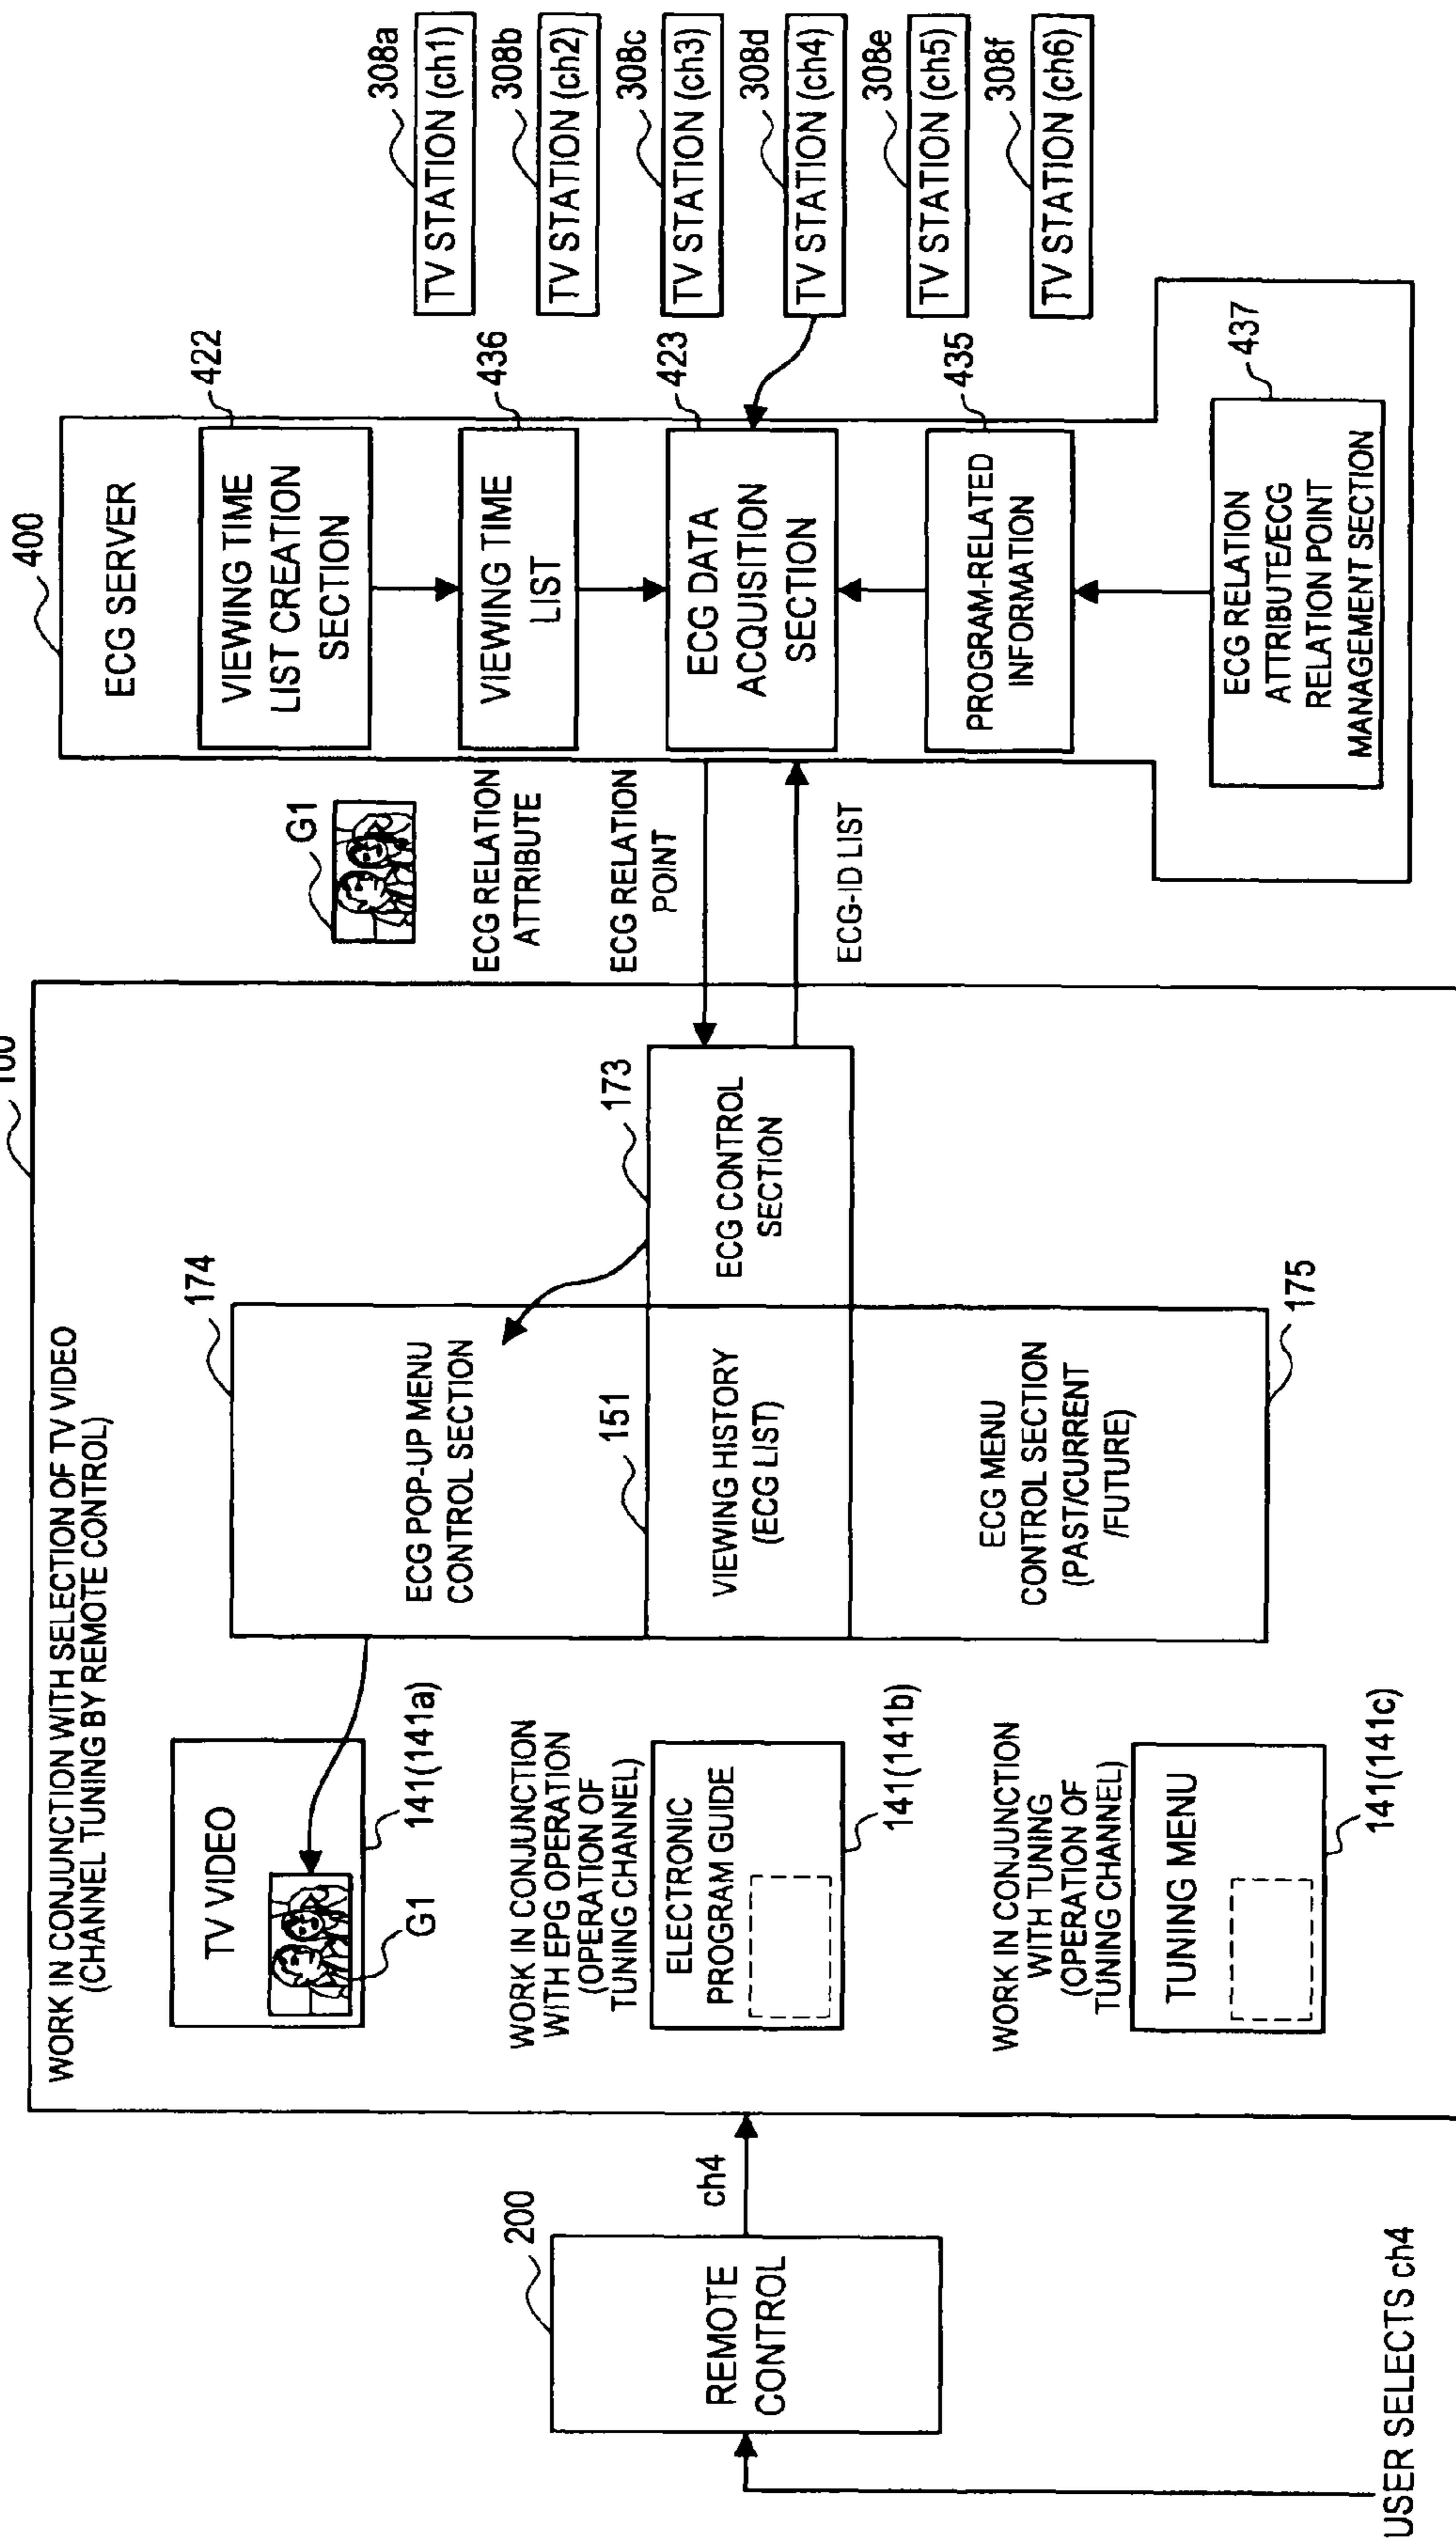 100
WORK IN CONJUNCTION WITH SELECTION OF TV VIDEO
(CHANNEL TUNING BY REMOTE CONTROL)
TV VIDEO
141(141a)
G1
WORK IN CONJUNCTION
WITH EPG OPERATION
(OPERATION OF
TUNING CHANNEL)
ELECTRONIC
PROGRAM GUIDE
141(141b)
WORK IN CONJUNCTION
WITH TUNING
(OPERATION OF
TUNING CHANNEL)
TUNING MENU
141(141c)
200
REMOTE
CONTROL
ch4
USER SELECTS ch4
174
ECG POP-UP MENU
CONTROL SECTION
151
VIEWING HISTORY
(ECG LIST)
ECG MENU
CONTROL SECTION
(PAST/CURRENT
/FUTURE)
175
173
ECG CONTROL
SECTION
G1
ECG RELATION
ATTRIBUTE
ECG RELATION
POINT
ECG-ID LIST
400
ECG SERVER
422
VIEWING TIME
LIST CREATION
SECTION
436
VIEWING TIME
LIST
423
ECG DATA
ACQUISITION
SECTION
435
PROGRAM-RELATED
INFORMATION
437
ECG RELATION
ATTRIBUTE/ECG
RELATION POINT
MANAGEMENT SECTION
308a
TV STATION (ch1)
308b
TV STATION (ch2)
308c
TV STATION (ch3)
308d
TV STATION (ch4)
308e
TV STATION (ch5)
308f
TV STATION (ch6)